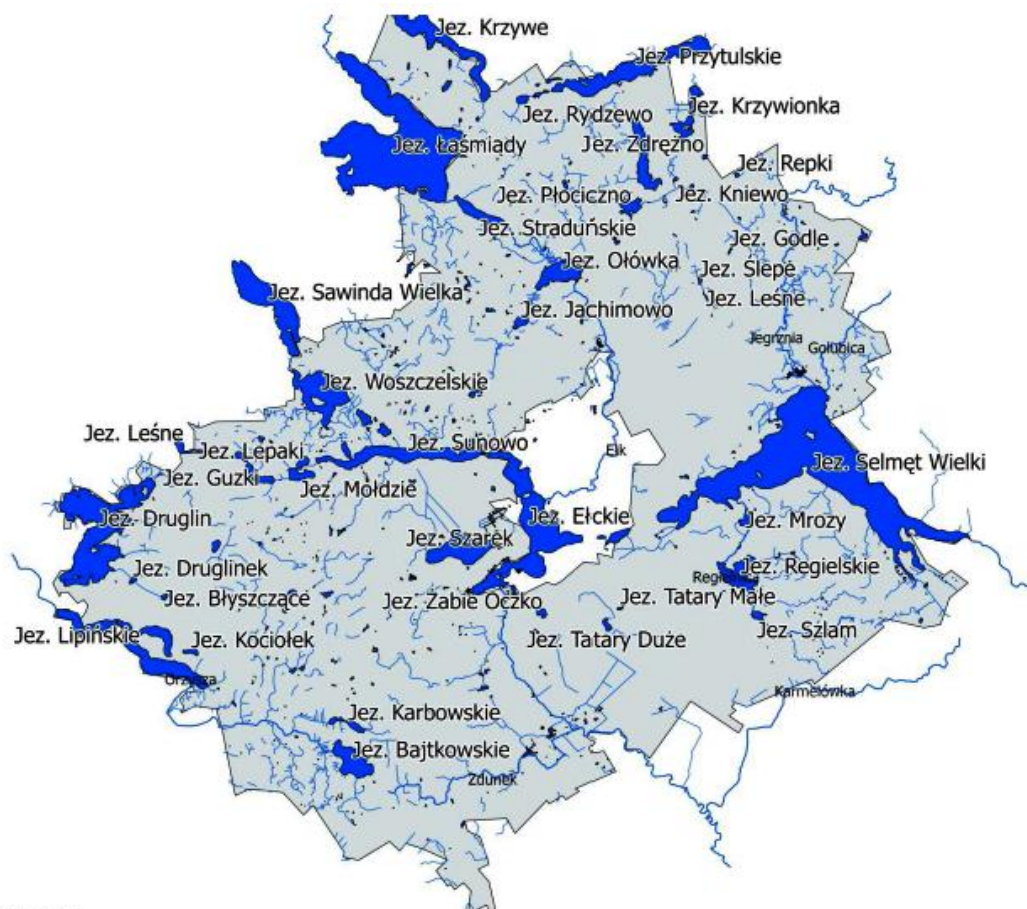 Jez. Krzywe
Jez. Przytulskie
Jez. Rydzewo
Jez. Krzywionka
Jez. Łaśmiady
Jez. Zdrężno
Jez. Repki
Jez. Płociczno
Jez. Kniewo
Jez. Straduńskie
Jez. Godle
Jez. Ołówka
Jez. Ślepe
Jez. Sawinda Wielka
Jez. Leśne
Jez. Jachimowo
Jegrznia
Gołubica
Jez. Woszczelskie
Jez. Leśne
Jez. Lepaki
Jez. Sunowo
Ełk
Jez. Selmęt Wielki
Jez. Guzki
Jez. Mołdzie
Jez. Druglin
Jez. Ełckie
Jez. Mrozy
Jez. Szarek
Jez. Druglinek
Jez. Regielskie
Jez. Błyszczące
Jez. Żabie Oczko
Jez. Tatary Małe
Jez. Lipińskie
Jez. Kociołek
Jez. Tatary Duże
Jez. Szlam
Karmelówka
Jez. Karbowskie
Jez. Bajtkowskie
Zdunek